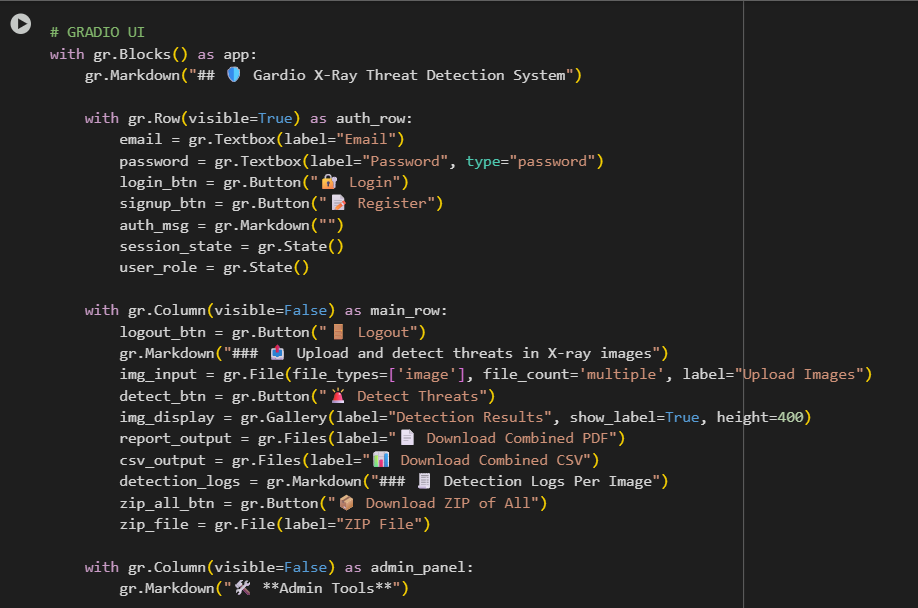 # GRADIO UI
with gr.Blocks() as app:
    gr.Markdown("## 🛡️ Gardio X-Ray Threat Detection System")

    with gr.Row(visible=True) as auth_row:
        email = gr.Textbox(label="Email")
        password = gr.Textbox(label="Password", type="password")
        login_btn = gr.Button("🔐 Login")
        signup_btn = gr.Button("📝 Register")
        auth_msg = gr.Markdown("")
        session_state = gr.State()
        user_role = gr.State()

    with gr.Column(visible=False) as main_row:
        logout_btn = gr.Button("🚪 Logout")
        gr.Markdown("### 📤 Upload and detect threats in X-ray images")
        img_input = gr.File(file_types=['image'], file_count='multiple', label="Upload Images")
        detect_btn = gr.Button("🚨 Detect Threats")
        img_display = gr.Gallery(label="Detection Results", show_label=True, height=400)
        report_output = gr.Files(label="📄 Download Combined PDF")
        csv_output = gr.Files(label="📊 Download Combined CSV")
        detection_logs = gr.Markdown("### 🧾 Detection Logs Per Image")
        zip_all_btn = gr.Button("📦 Download ZIP of All")
        zip_file = gr.File(label="ZIP File")

    with gr.Column(visible=False) as admin_panel:
        gr.Markdown("🛠️ **Admin Tools**")